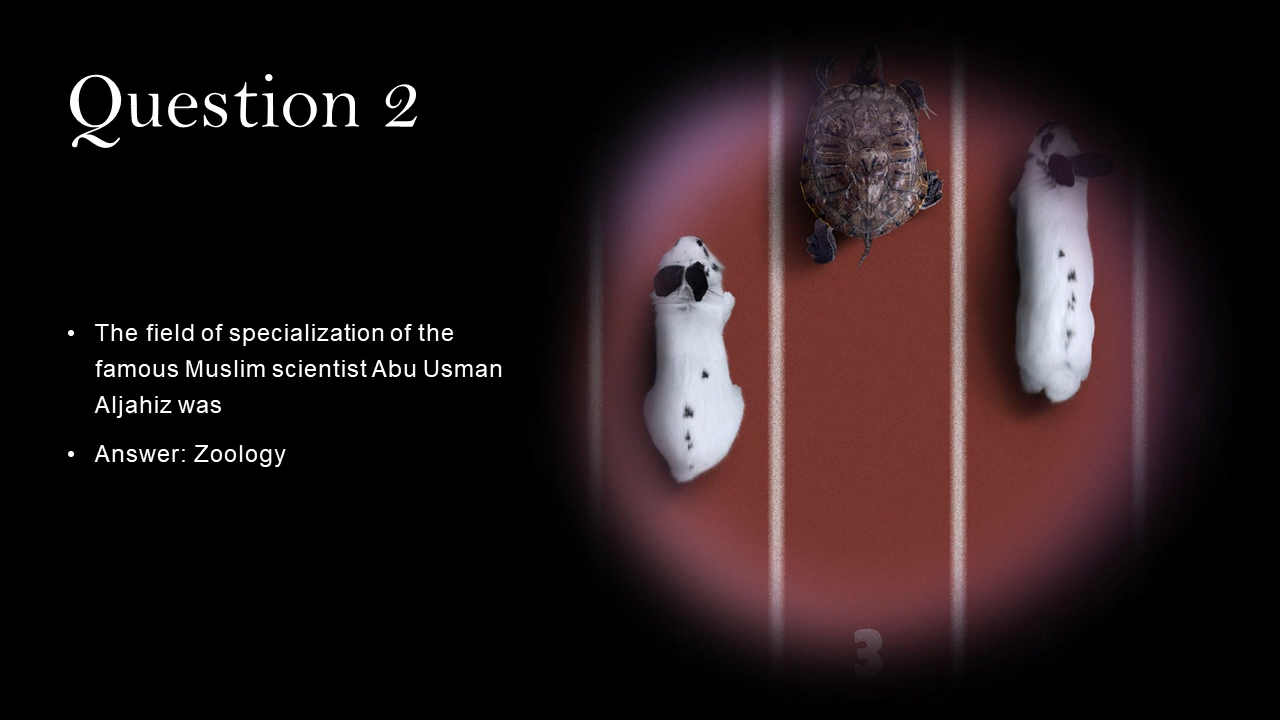 Question 2
• The field of specialization of the
famous Muslim scientist Abu Usman
Aljahiz was
• Answer: Zoology
3